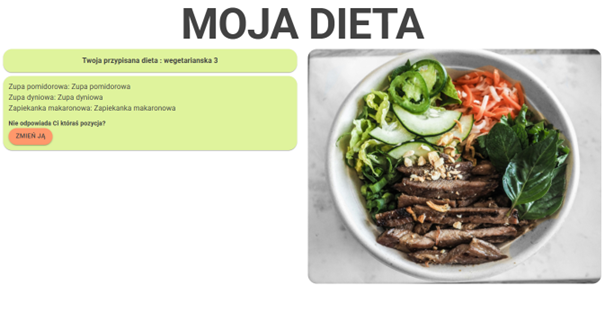 MOJA DIETA
Twoja przypisana dieta : wegetarianska 3
Zupa pomidorowa: Zupa pomidorowa
Zupa dyniowa: Zupa dyniowa
Zapiekanka makaronowa: Zapiekanka makaronowa
Nie odpowiada Ci któraś pozycja?
ZMIEŃ JĄ